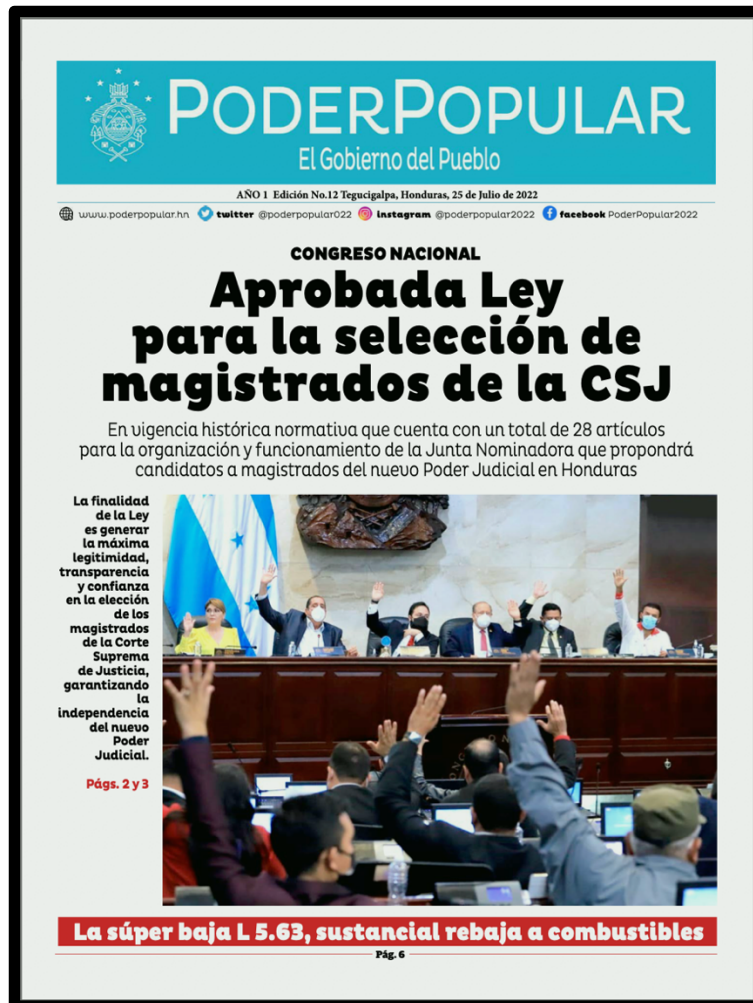 PODERPOPULAR
El Gobierno del Pueblo
AÑO 1 Edición No.12 Tegucigalpa, Honduras, 25 de Julio de 2022
www.poderpopular.hn twitter @poderpopular022 instagram @poderpopular2022 facebook PoderPopular2022
CONGRESO NACIONAL
Aprobada Ley
para la selección de
magistrados de la CSJ
En vigencia histórica normativa que cuenta con un total de 28 artículos
para la organización y funcionamiento de la Junta Nominadora que propondrá
candidatos a magistrados del nuevo Poder Judicial en Honduras
La finalidad
de la Ley
es generar
la máxima
legitimidad,
transparencia
y confianza
en la elección
de los
magistrados
de la Corte
Suprema
de Justicia,
garantizando
la
independencia
del nuevo
Poder
Judicial.
Págs. 2 y 3
La súper baja L 5.63, sustancial rebaja a combustibles
Pág. 6